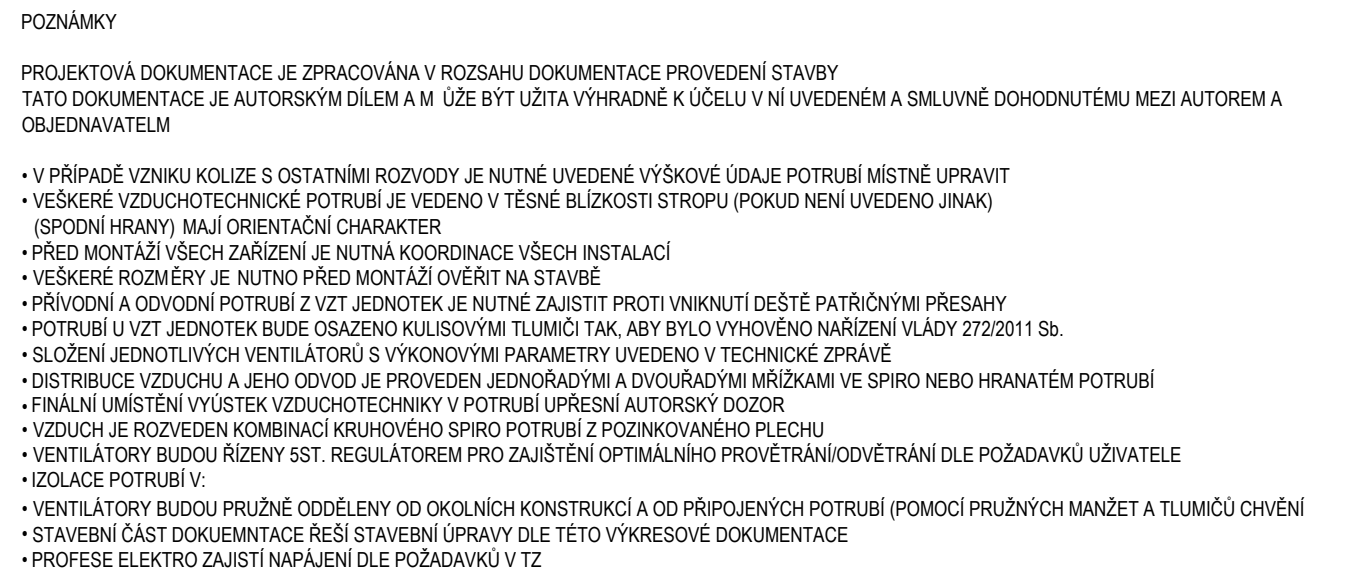 POZNÁMKY
PROJEKTOVÁ DOKUMENTACE JE ZPRACOVÁNA V ROZSAHU DOKUMENTACE PROVEDENÍ STAVBY
TATO DOKUMENTACE JE AUTORSKÝM DÍLEM A M ŮŽE BÝT UŽITA VÝHRADNĚ K ÚČELU V NÍ UVEDENÉM A SMLUVNĚ DOHODNUTÉMU MEZI AUTOREM A
OBJEDNAVATELM
• V PŘÍPADĚ VZNIKU KOLIZE S OSTATNÍMI ROZVODY JE NUTNÉ UVEDENÉ VÝŠKOVÉ ÚDAJE POTRUBÍ MÍSTNĚ UPRAVIT
• VEŠKERÉ VZDUCHOTECHNICKÉ POTRUBÍ JE VEDENO V TĚSNÉ BLÍZKOSTI STROPU (POKUD NENÍ UVEDENO JINAK)
(SPODNÍ HRANY) MAJÍ ORIENTAČNÍ CHARAKTER
• PŘED MONTÁŽÍ VŠECH ZAŘÍZENÍ JE NUTNÁ KOORDINACE VŠECH INSTALACÍ
• VEŠKERÉ ROZMĚRY JE NUTNO PŘED MONTÁŽÍ OVĚŘIT NA STAVBĚ
• PŘÍVODNÍ A ODVODNÍ POTRUBÍ Z VZT JEDNOTEK JE NUTNÉ ZAJISTIT PROTI VNIKNUTÍ DEŠTĚ PATŘIČNÝMI PŘESAHY
• POTRUBÍ U VZT JEDNOTEK BUDE OSAZENO KULISOVÝMI TLUMIČI TAK, ABY BYLO VYHOVĚNO NAŘÍZENÍ VLÁDY 272/2011 Sb.
• SLOŽENÍ JEDNOTLIVÝCH VENTILÁTORŮ S VÝKONOVÝMI PARAMETRY UVEDENO V TECHNICKÉ ZPRÁVĚ
• DISTRIBUCE VZDUCHU A JEHO ODVOD JE PROVEDEN JEDNOŘADÝMI A DVOUŘADÝMI MŘÍŽKAMI VE SPIRO NEBO HRANATÉM POTRUBÍ
• FINÁLNÍ UMÍSTĚNÍ VYÚSTEK VZDUCHOTECHNIKY V POTRUBÍ UPŘESNÍ AUTORSKÝ DOZOR
• VZDUCH JE ROZVEDEN KOMBINACÍ KRUHOVÉHO SPIRO POTRUBÍ Z POZINKOVANÉHO PLECHU
• VENTILÁTORY BUDOU ŘÍZENY 5ST. REGULÁTOREM PRO ZAJIŠTĚNÍ OPTIMÁLNÍHO PROVĚTRÁNÍ/ODVĚTRÁNÍ DLE POŽADAVKŮ UŽIVATELE
• IZOLACE POTRUBÍ V:
• VENTILÁTORY BUDOU PRUŽNĚ ODDĚLENY OD OKOLNÍCH KONSTRUKCÍ A OD PŘIPOJENÝCH POTRUBÍ (POMOCÍ PRUŽNÝCH MANŽET A TLUMIČŮ CHVĚNÍ
• STAVEBNÍ ČÁST DOKUEMNTACE ŘEŠÍ STAVEBNÍ ÚPRAVY DLE TÉTO VÝKRESOVÉ DOKUMENTACE
• PROFESE ELEKTRO ZAJISTÍ NAPÁJENÍ DLE POŽADAVKŮ V TZ